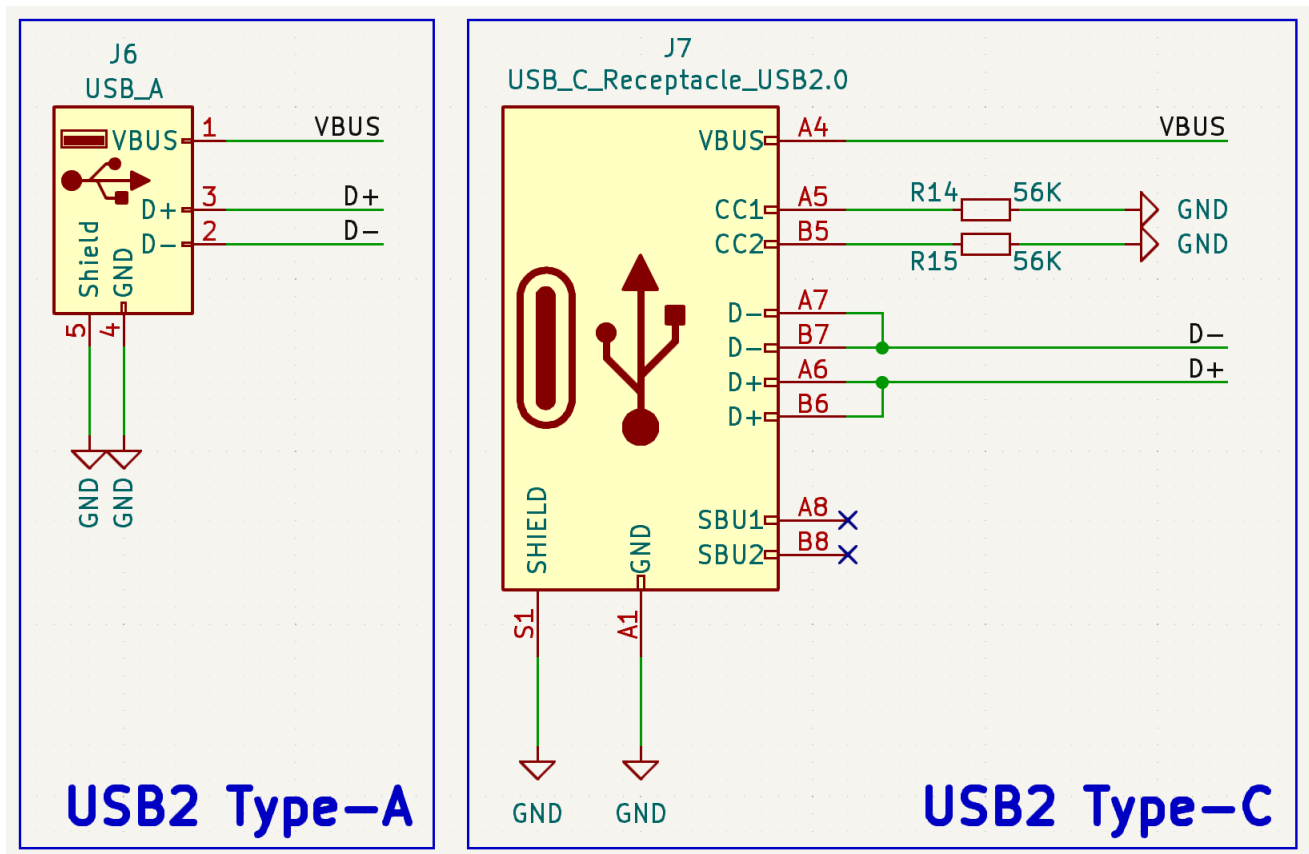 J6
USB_A
VBUS 1 VBUS
D+ 3 D+
D- 2 D-
Shield
GND
5
4
GND
GND
USB2 Type-A
J7
USB_C_Receptacle_USB2.0
VBUS A4 VBUS
CC1 A5 R14 56K GND
CC2 B5 R15 56K GND
D- A7
D- B7 D-
D+ A6 D+
D+ B6
SBU1 A8
SBU2 B8
SHIELD
GND
S1
A1
GND
GND
USB2 Type-C